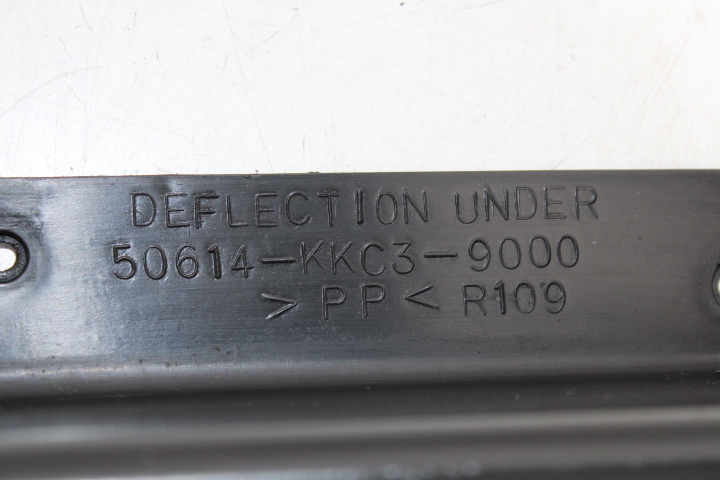 DEFLECTION UNDER
50614-KKC3-9000
>PP< R109